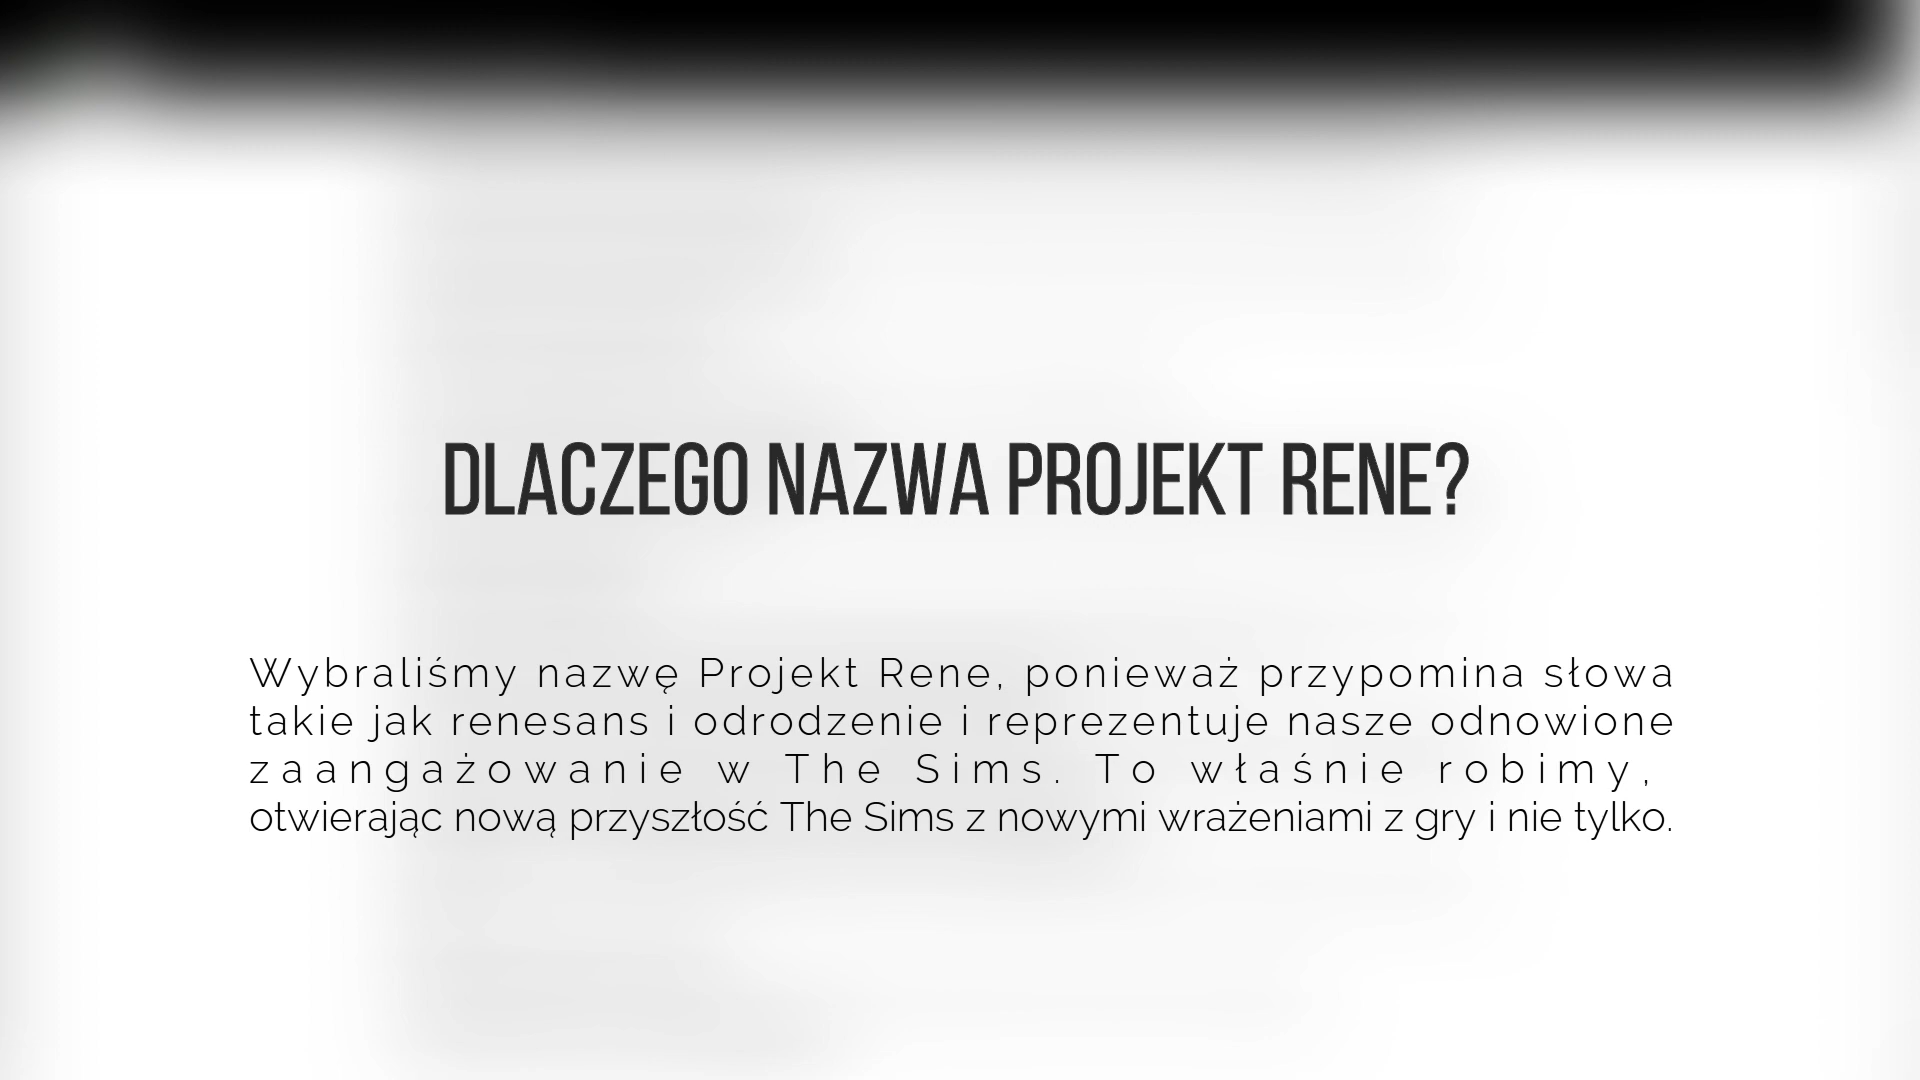 DLACZEGO NAZWA PROJEKT RENE?
Wybraliśmy nazwę Projekt Rene, ponieważ przypomina słowa
takie jak renesans i odrodzenie i reprezentuje nasze odnowione
zaangażowanie w The Sims. To właśnie robimy,
otwierając nową przyszłość The Sims z nowymi wrażeniami z gry i nie tylko.